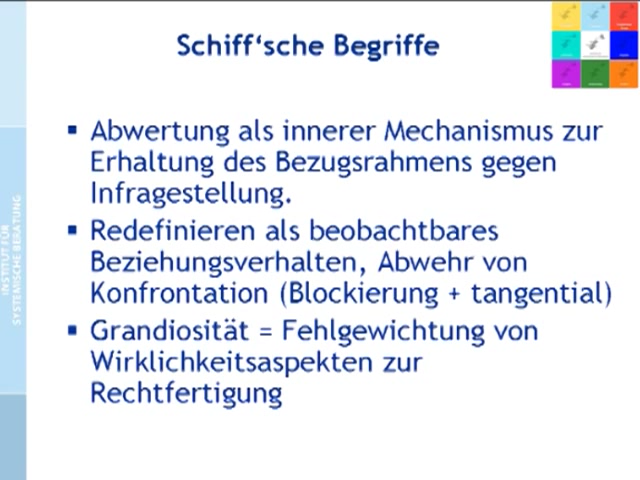 Schiff‘sche Begriffe
▪ Abwertung als innerer Mechanismus zur
Erhaltung des Bezugsrahmens gegen
Infragestellung.
▪ Redefinieren als beobachtbares
Beziehungsverhalten, Abwehr von
Konfrontation (Blockierung + tangential)
▪ Grandiosität = Fehlgewichtung von
Wirklichkeitsaspekten zur
Rechtfertigung
INSTITUT FÜR
SYSTEMISCHE BERATUNG